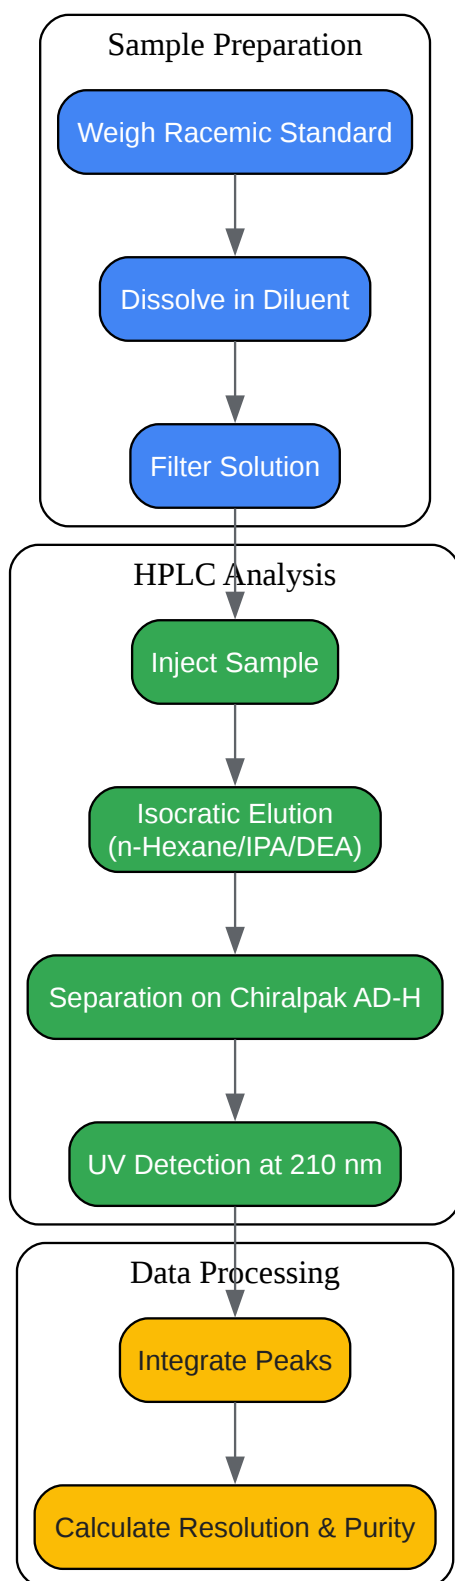 Sample Preparation
Weigh Racemic Standard
Dissolve in Diluent
Filter Solution
HPLC Analysis
Inject Sample
Isocratic Elution
(n-Hexane/IPA/DEA)
Separation on Chiralpak AD-H
UV Detection at 210 nm
Data Processing
Integrate Peaks
Calculate Resolution & Purity